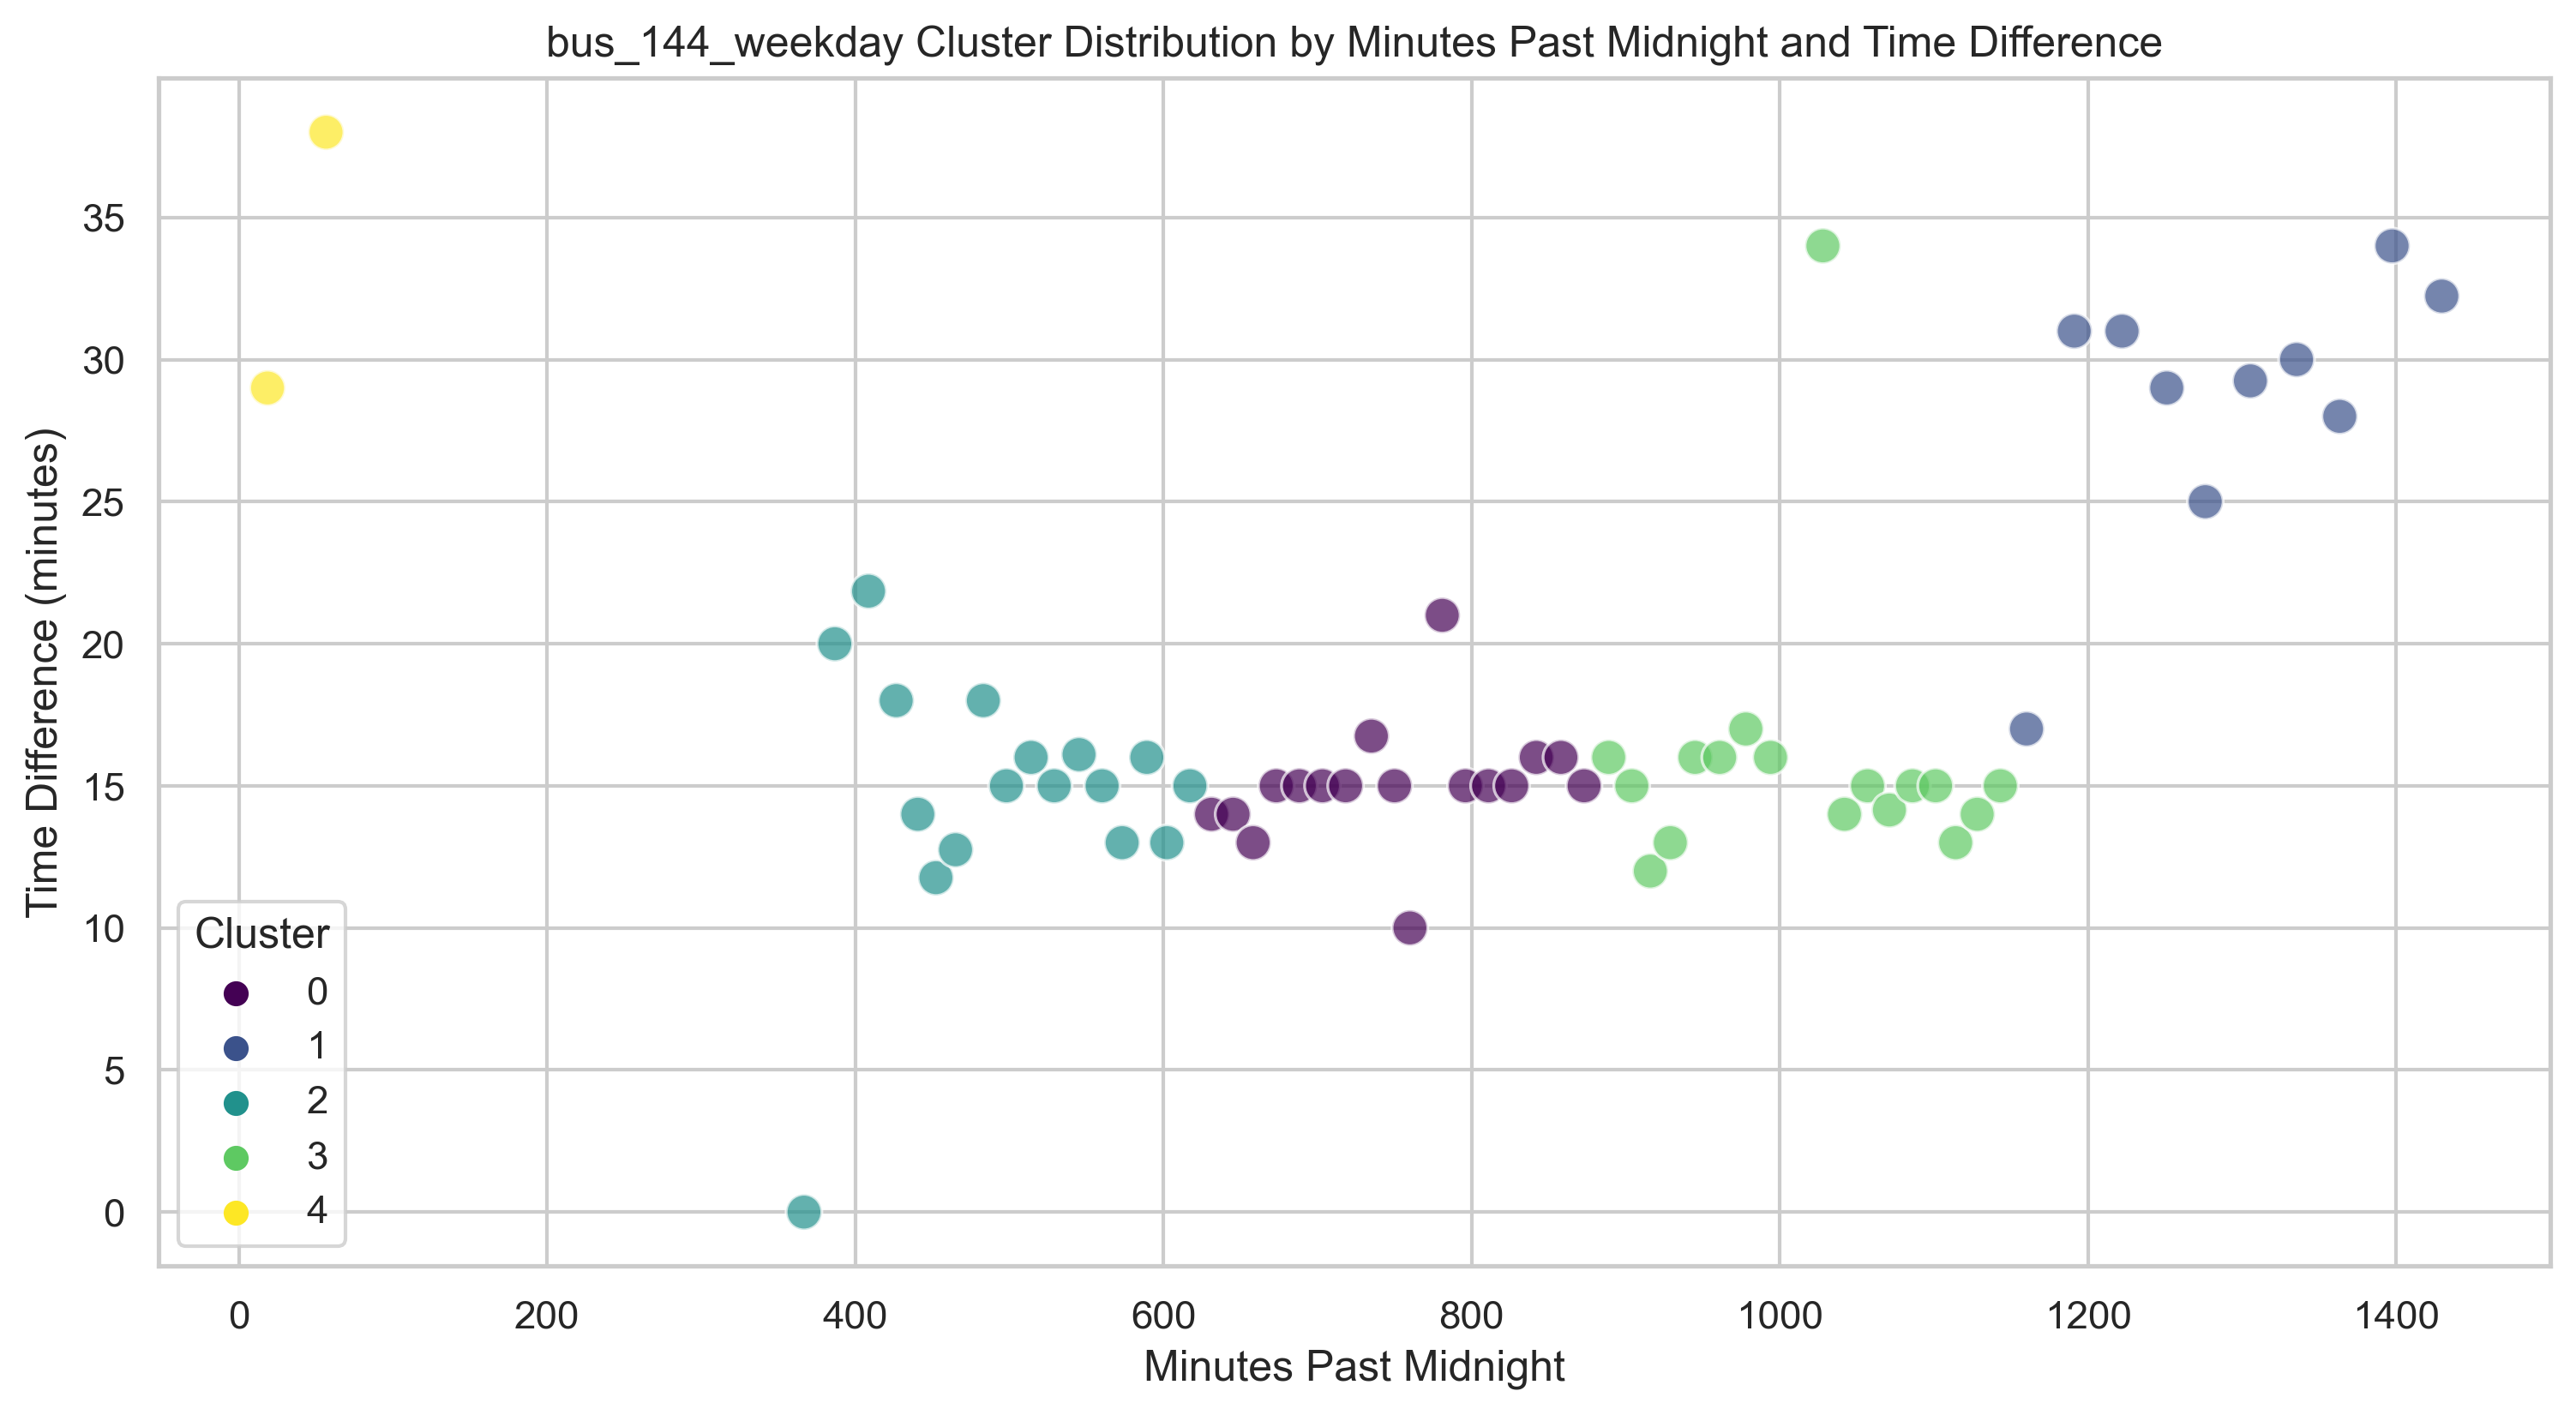 bus_144_weekday Cluster Distribution by Minutes Past Midnight and Time Difference
Time Difference (minutes)
35
30
25
20
15
10
5
0
Cluster
0
1
2
3
4
0 200 400 600 800 1000 1200 1400
Minutes Past Midnight